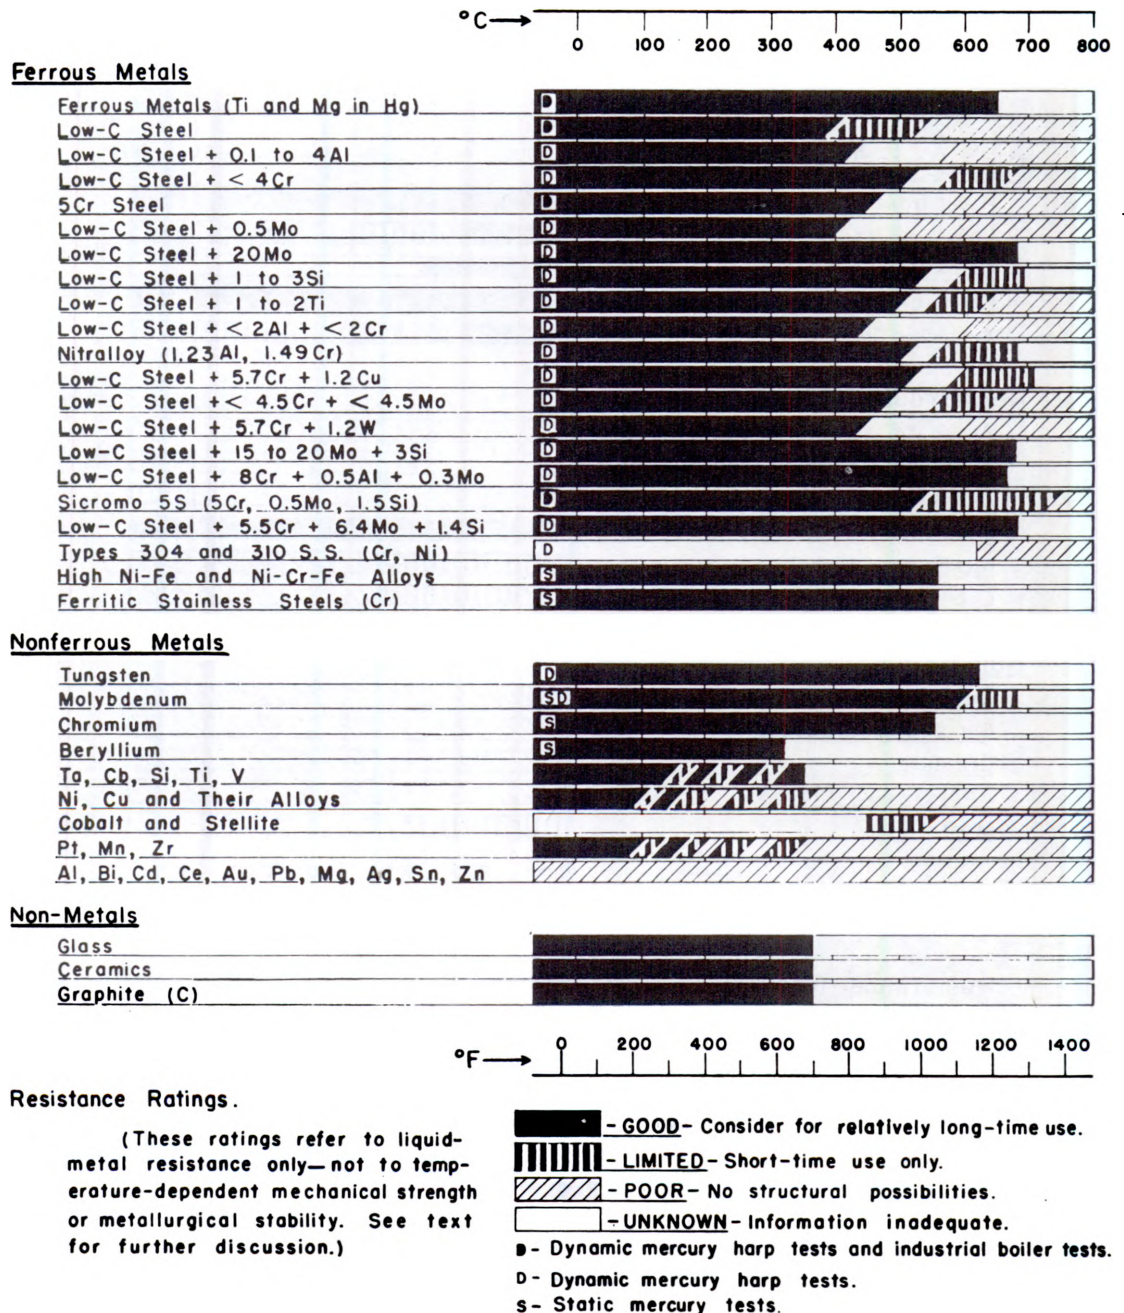 °C→
0 100 200 300 400 500 600 700 800
Ferrous Metals
Ferrous Metals (Ti and Mg in Hg) D
Low-C Steel D
Low-C Steel + 0.1 to 4Al D
Low-C Steel + < 4Cr D
5Cr Steel D
Low-C Steel + 0.5Mo D
Low-C Steel + 20Mo D
Low-C Steel + 1 to 3Si D
Low-C Steel + 1 to 2Ti D
Low-C Steel + < 2Al + < 2Cr D
Nitralloy (1.23Al, 1.49Cr) D
Low-C Steel + 5.7Cr + 1.2Cu D
Low-C Steel + < 4.5Cr + < 4.5Mo D
Low-C Steel + 5.7Cr + 1.2W D
Low-C Steel + 15 to 20Mo + 3Si D
Low-C Steel + 8Cr + 0.5Al + 0.3Mo D
Sicromo 5S (5Cr, 0.5Mo, 1.5Si) D
Low-C Steel + 5.5Cr + 6.4Mo + 1.4Si D
Types 304 and 310 S.S. (Cr, Ni) D
High Ni-Fe and Ni-Cr-Fe Alloys S
Ferritic Stainless Steels (Cr) S
Nonferrous Metals
Tungsten D
Molybdenum SD
Chromium S
Beryllium S
Ta, Cb, Si, Ti, V
Ni, Cu and Their Alloys
Cobalt and Stellite
Pt, Mn, Zr
Al, Bi, Cd, Ce, Au, Pb, Mg, Ag, Sn, Zn
Non-Metals
Glass
Ceramics
Graphite (C)
°F→
0 200 400 600 800 1000 1200 1400
Resistance Ratings.
(These ratings refer to liquid-
metal resistance only—not to temp-
erature-dependent mechanical strength
or metallurgical stability. See text
for further discussion.)
- GOOD - Consider for relatively long-time use.
- LIMITED - Short-time use only.
- POOR - No structural possibilities.
- UNKNOWN - Information inadequate.
D - Dynamic mercury harp tests and industrial boiler tests.
D - Dynamic mercury harp tests.
S - Static mercury tests.